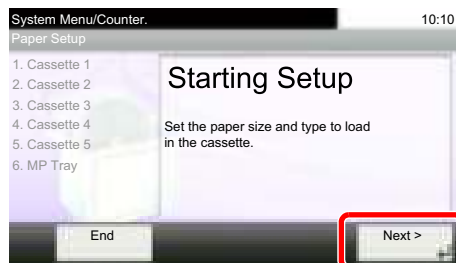 System Menu/Counter.
10:10
Paper Setup
1. Cassette 1
2. Cassette 2
3. Cassette 3
4. Cassette 4
5. Cassette 5
6. MP Tray
Starting Setup
Set the paper size and type to load
in the cassette.
End
Next >